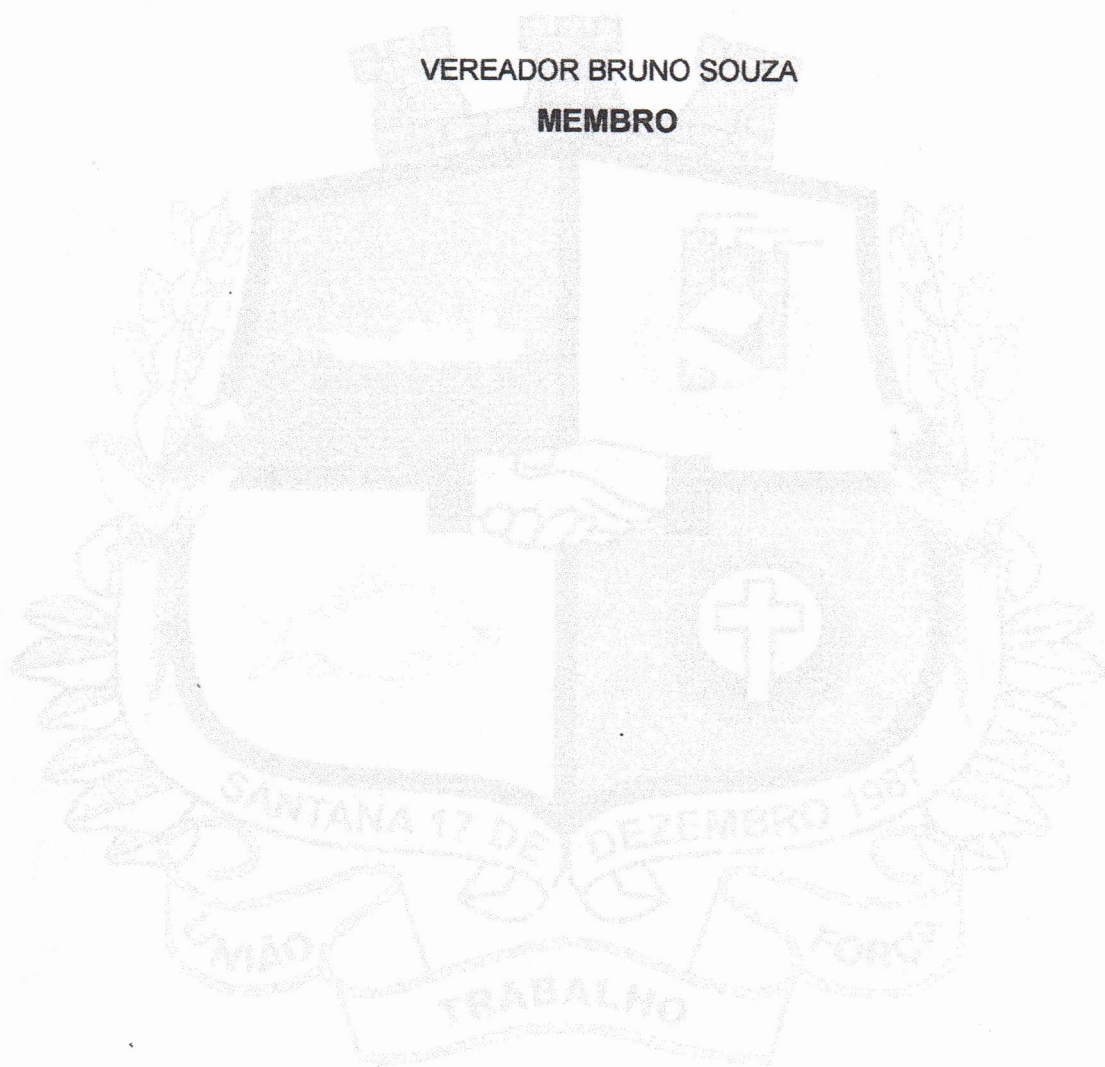 VEREADOR BRUNO SOUZA
MEMBRO
SANTANA 17 DE DEZEMBRO 1987
UNIÃO
TRABALHO
FORÇA